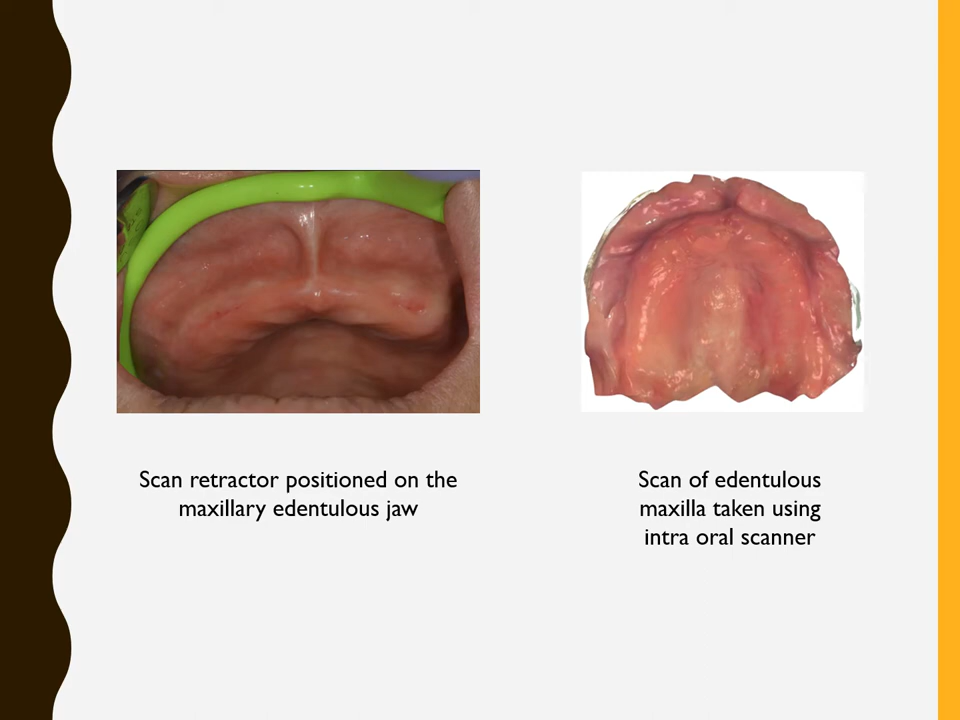 Scan retractor positioned on the
maxillary edentulous jaw
Scan of edentulous
maxilla taken using
intra oral scanner